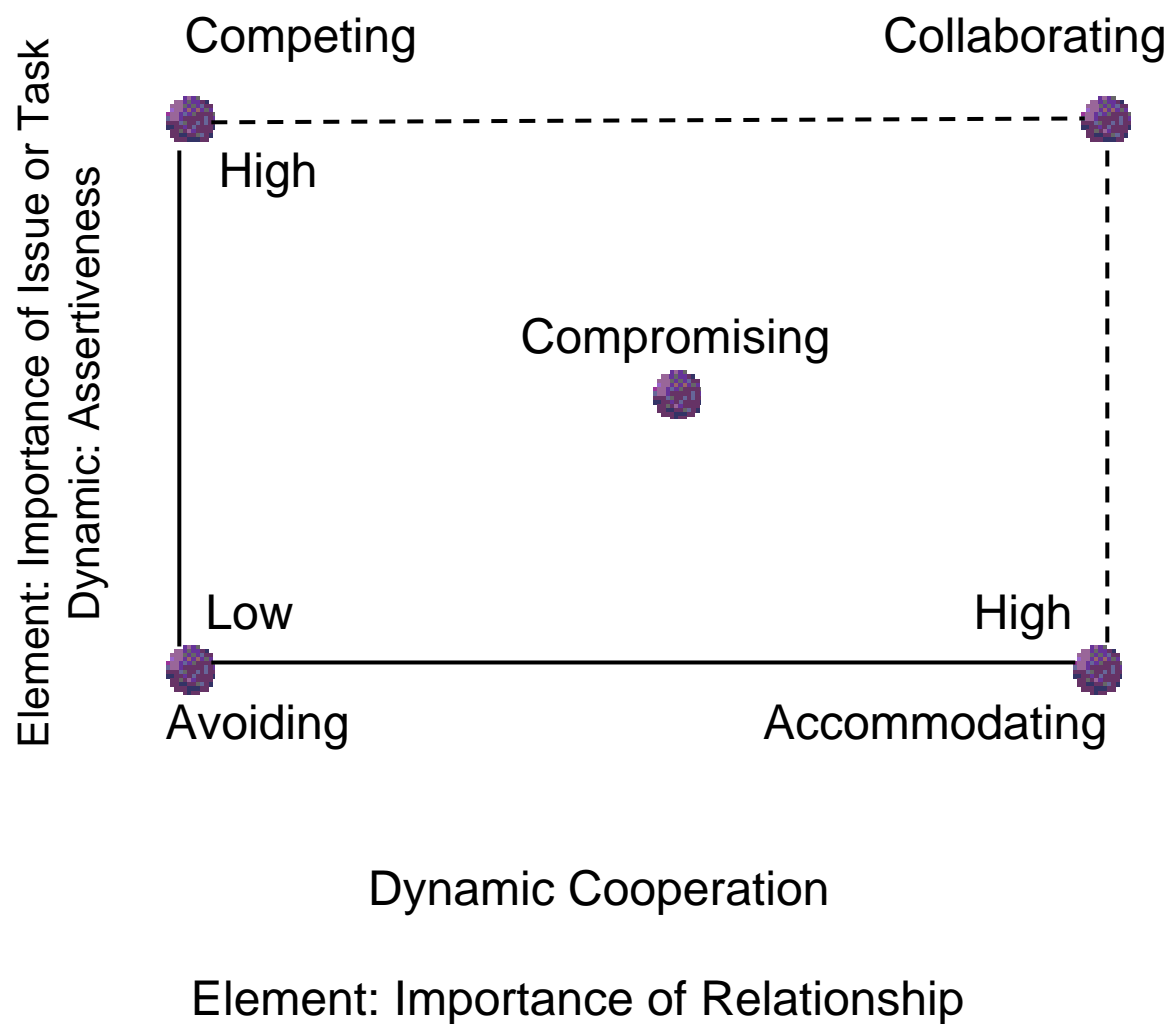 Competing
Collaborating
Element: Importance of Issue or Task
Dynamic: Assertiveness
High
Compromising
Low
High
Avoiding
Accommodating
Dynamic Cooperation
Element: Importance of Relationship